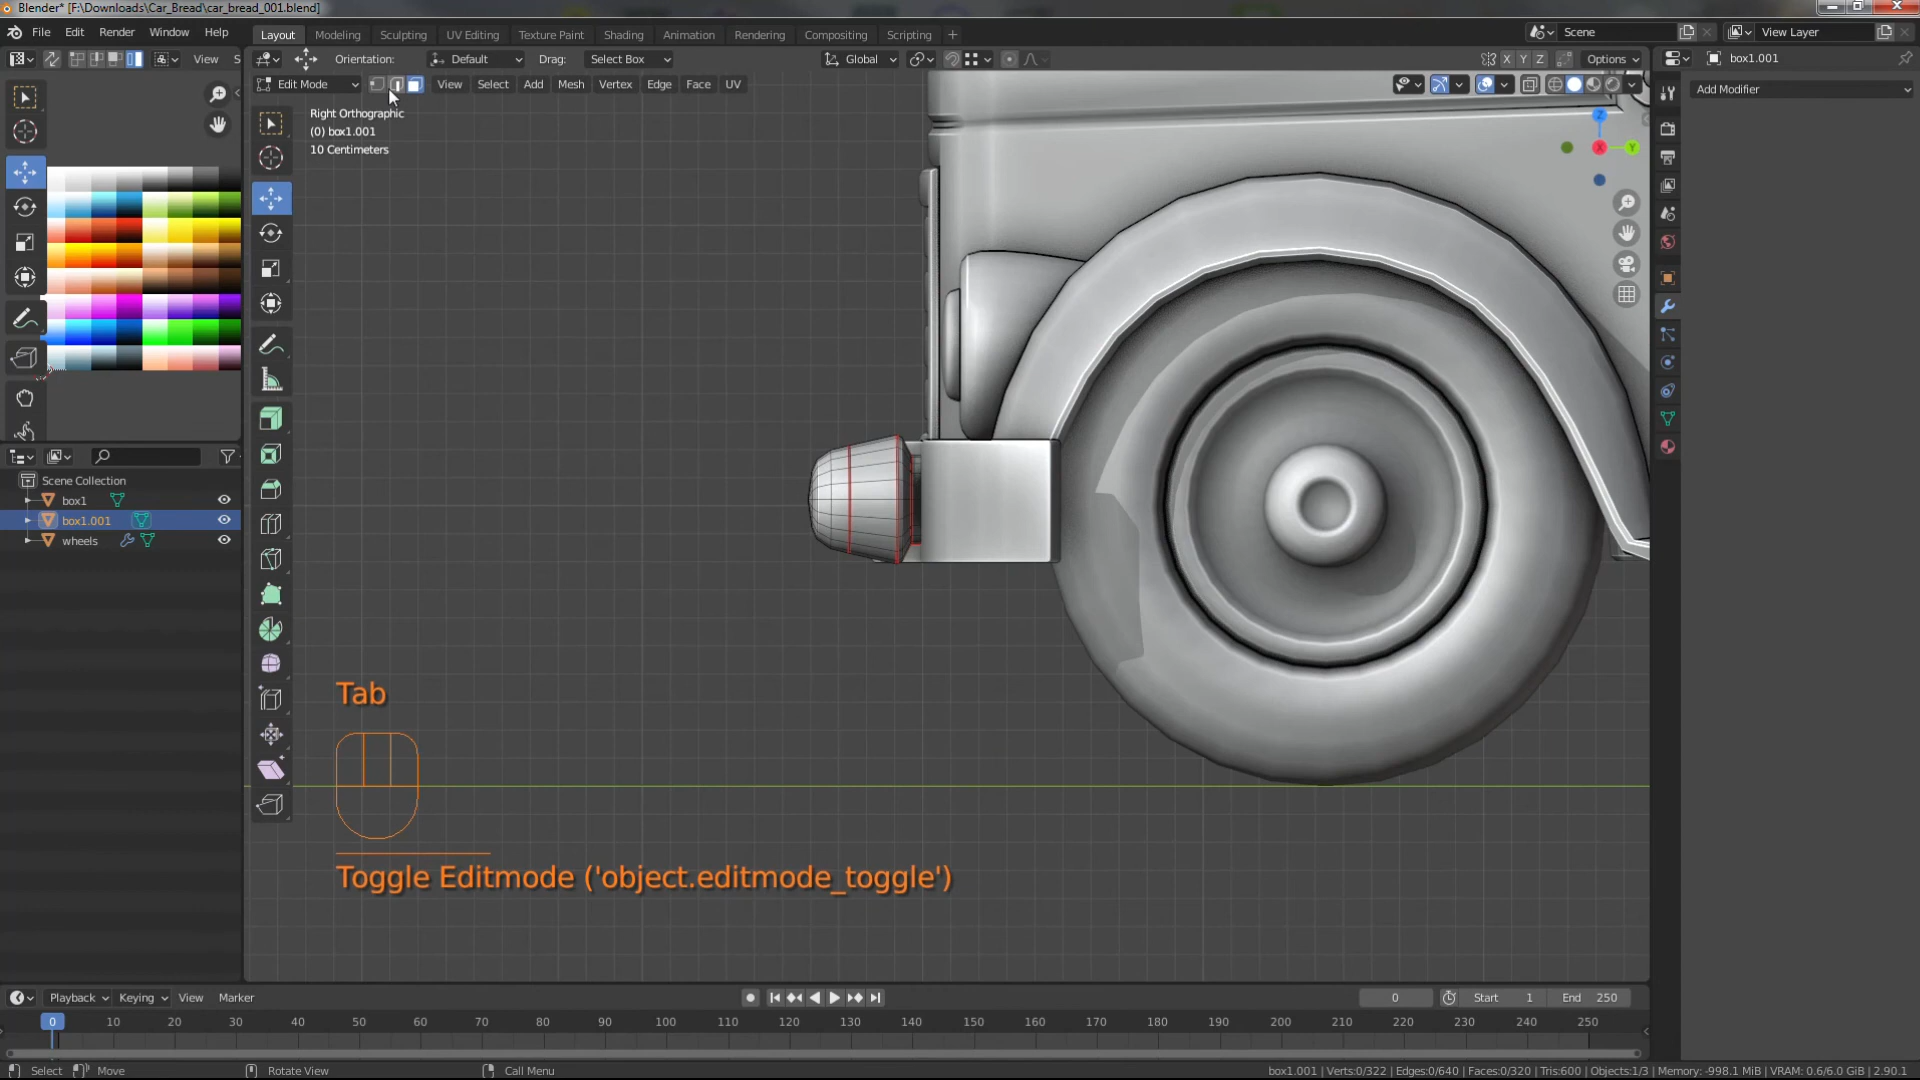 Blender* [F:\Downloads\Car_Bread\car_bread_001.blend]
File Edit Render Window Help
Layout Modeling Sculpting UV Editing Texture Paint Shading Animation Rendering Compositing Scripting +
Scene
View Layer
View S
Orientation: Default Drag: Select Box
Global
X Y Z
Options
box1.001
Edit Mode
View Select Add Mesh Vertex Edge Face UV
Add Modifier
Right Orthographic
(0) box1.001
10 Centimeters
Z
X
Y
Scene Collection
box1
box1.001
wheels
Tab
Toggle Editmode ('object.editmode_toggle')
Playback Keying View Marker
0
Start 1
End 250
0 10 20 30 40 50 60 70 80 90 100 110 120 130 140 150 160 170 180 190 200 210 220 230 240 250
Select Move Rotate View Call Menu
box1.001 | Verts:0/322 | Edges:0/640 | Faces:0/320 | Tris:600 | Objects:1/3 | Memory: -998.1 MiB | VRAM: 0.6/6.0 GiB | 2.90.1